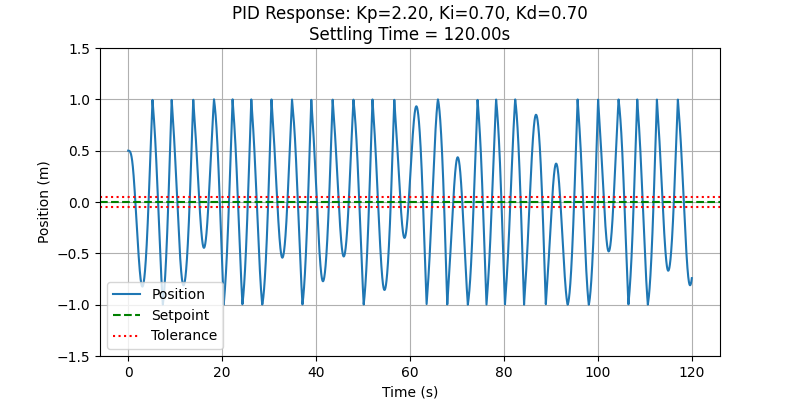 PID Response: Kp=2.20, Ki=0.70, Kd=0.70
Settling Time = 120.00s
Position (m)
1.5
1.0
0.5
0.0
−0.5
−1.0
−1.5
Position
Setpoint
Tolerance
0 20 40 60 80 100 120
Time (s)